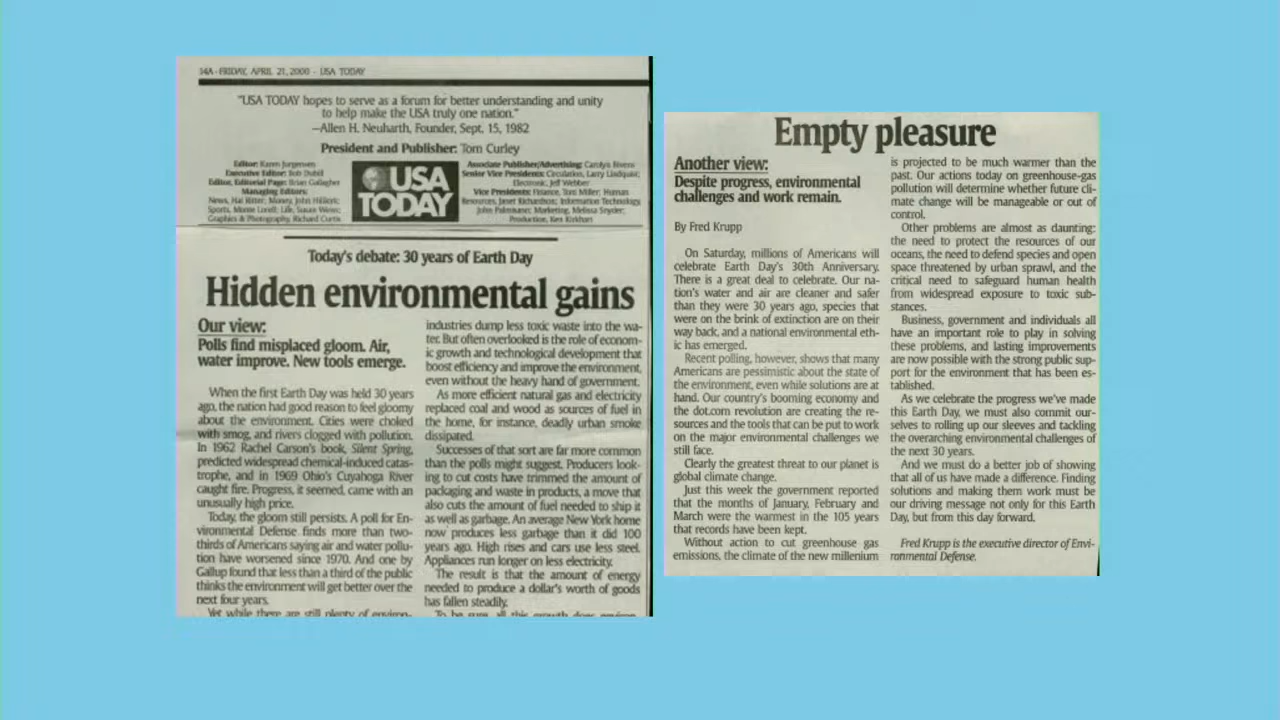 14A · FRIDAY, APRIL 21, 2000 · USA TODAY
"USA TODAY hopes to serve as a forum for better understanding and unity
to help make the USA truly one nation."
—Allen H. Neuharth, Founder, Sept. 15, 1982
President and Publisher: Tom Curley
Editor: Karen Jurgensen
Executive Editor: Bob Dubill
Editor, Editorial Page: Brian Gallagher
Managing Editors:
News, Hal Ritter; Money, John Hillkirk;
Sports, Monte Lorell; Life, Susan Weiss;
Graphics & Photography, Richard Curtis
USA
TODAY
Associate Publisher/Advertising: Carolyn Bivens
Senior Vice Presidents: Circulation, Larry Lindquist;
Electronic, Jeff Webber
Vice Presidents: Finance, Tom Miller; Human
Resources, Janet Richardson; Information Technology
John Palmisano; Marketing, Melissa Snyder;
Production, Ken Kirkhart
Today's debate: 30 years of Earth Day
Hidden environmental gains
Our view:
Polls find misplaced gloom. Air,
water improve. New tools emerge.
When the first Earth Day was held 30 years
ago, the nation had good reason to feel gloomy
about the environment. Cities were choked
with smog, and rivers clogged with pollution.
In 1962 Rachel Carson's book, Silent Spring,
predicted widespread chemical-induced catas-
trophe, and in 1969 Ohio's Cuyahoga River
caught fire. Progress, it seemed, came with an
unusually high price.
Today, the gloom still persists. A poll for En-
vironmental Defense finds more than two-
thirds of Americans saying air and water pollu-
tion have worsened since 1970. And one by
Gallup found that less than a third of the public
thinks the environment will get better over the
next four years.
Yet while there are still plenty of environ-
industries dump less toxic waste into the wa-
ter. But often overlooked is the role of econom-
ic growth and technological development that
boost efficiency and improve the environment,
even without the heavy hand of government.
As more efficient natural gas and electricity
replaced coal and wood as sources of fuel in
the home, for instance, deadly urban smoke
dissipated.
Successes of that sort are far more common
than the polls might suggest. Producers look-
ing to cut costs have trimmed the amount of
packaging and waste in products, a move that
also cuts the amount of fuel needed to ship it
as well as garbage. An average New York home
now produces less garbage than it did 100
years ago. High rises and cars use less steel.
Appliances run longer on less electricity.
The result is that the amount of energy
needed to produce a dollar's worth of goods
has fallen steadily.
To be sure, all this growth does
Empty pleasure
Another view:
Despite progress, environmental
challenges and work remain.
By Fred Krupp
On Saturday, millions of Americans will
celebrate Earth Day's 30th Anniversary.
There is a great deal to celebrate. Our na-
tion's water and air are cleaner and safer
than they were 30 years ago, species that
were on the brink of extinction are on their
way back, and a national environmental eth-
ic has emerged.
Recent polling, however, shows that many
Americans are pessimistic about the state of
the environment, even while solutions are at
hand. Our country's booming economy and
the dot.com revolution are creating the re-
sources and the tools that can be put to work
on the major environmental challenges we
still face.
Clearly the greatest threat to our planet is
global climate change.
Just this week the government reported
that the months of January, February and
March were the warmest in the 105 years
that records have been kept.
Without action to cut greenhouse gas
emissions, the climate of the new millenium
is projected to be much warmer than the
past. Our actions today on greenhouse-gas
pollution will determine whether future cli-
mate change will be manageable or out of
control.
Other problems are almost as daunting:
the need to protect the resources of our
oceans, the need to defend species and open
space threatened by urban sprawl, and the
critical need to safeguard human health
from widespread exposure to toxic sub-
stances.
Business, government and individuals all
have an important role to play in solving
these problems, and lasting improvements
are now possible with the strong public sup-
port for the environment that has been es-
tablished.
As we celebrate the progress we've made
this Earth Day, we must also commit our-
selves to rolling up our sleeves and tackling
the overarching environmental challenges of
the next 30 years.
And we must do a better job of showing
that all of us have made a difference. Finding
solutions and making them work must be
our driving message not only for this Earth
Day, but from this day forward.
Fred Krupp is the executive director of Envi-
ronmental Defense.